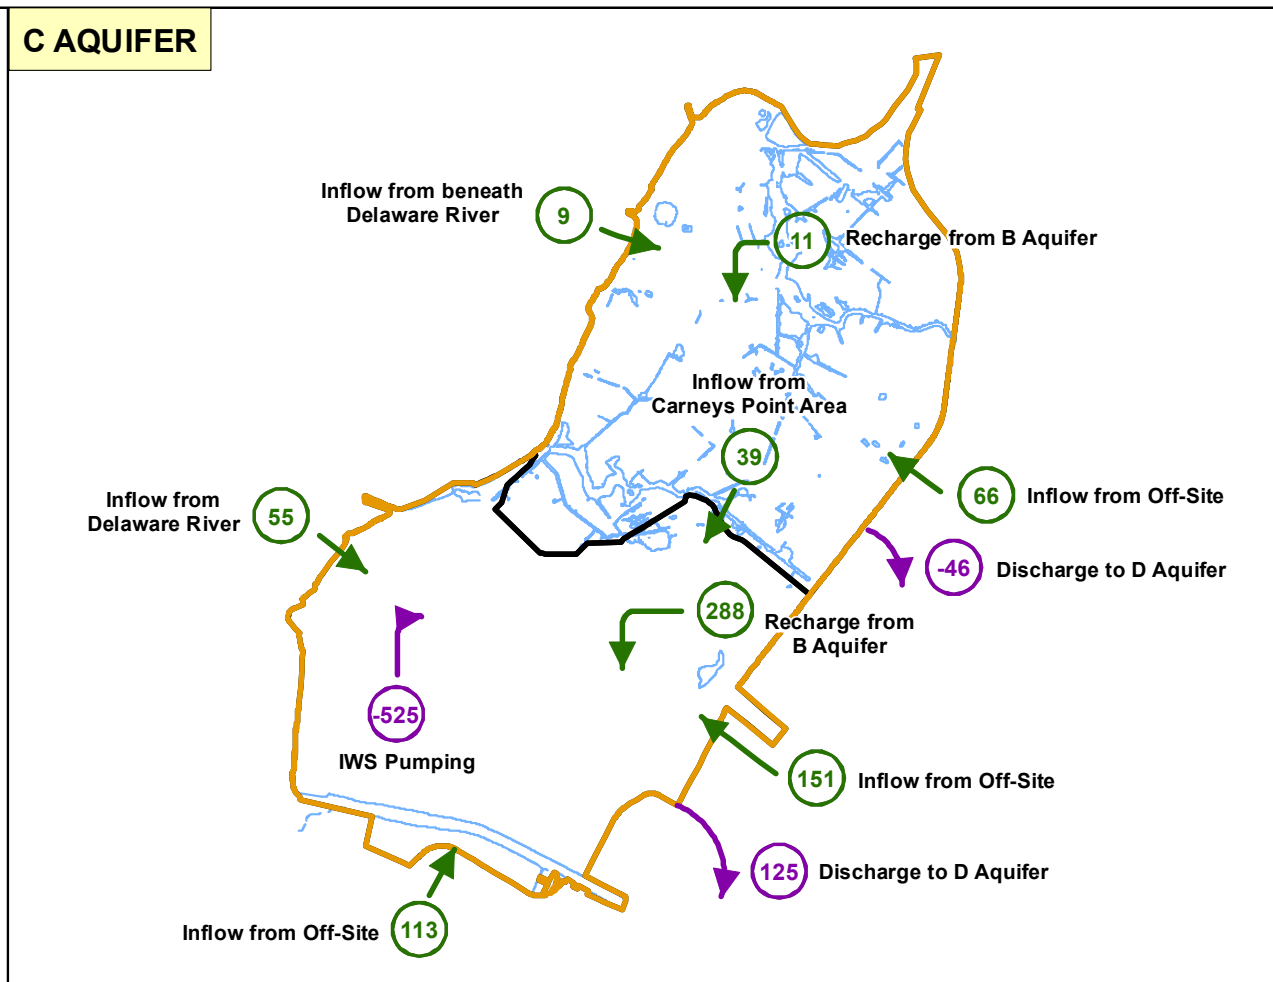 C AQUIFER
Inflow from beneath
Delaware River
9
11
Recharge from B Aquifer
Inflow from
Carneys Point Area
39
66
Inflow from Off-Site
Inflow from
Delaware River
55
-46
Discharge to D Aquifer
288
Recharge from
B Aquifer
-525
IWS Pumping
151
Inflow from Off-Site
125
Discharge to D Aquifer
Inflow from Off-Site
113